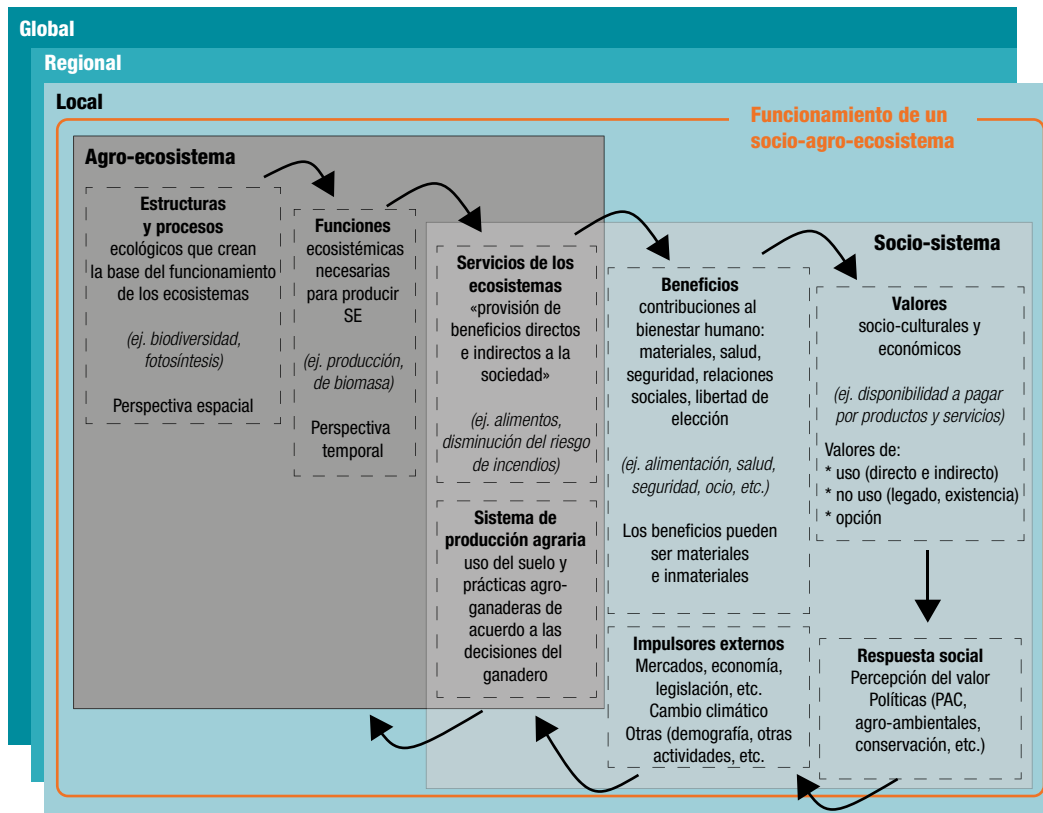 Global
Regional
Local
Funcionamiento de un
socio-agro-ecosistema
Agro-ecosistema
Estructuras
y procesos
ecológicos que crean
la base del funcionamiento
de los ecosistemas
(ej. biodiversidad,
fotosíntesis)
Perspectiva espacial
Funciones
ecosistémicas
necesarias
para producir
SE
(ej. producción,
de biomasa)
Perspectiva
temporal
Servicios de los
ecosistemas
«provisión de
beneficios directos
e indirectos a la
sociedad»
(ej. alimentos,
disminución del riesgo
de incendios)
Sistema de
producción agraria
uso del suelo y
prácticas agro-
ganaderas de
acuerdo a las
decisiones del
ganadero
Socio-sistema
Beneficios
contribuciones al
bienestar humano:
materiales, salud,
seguridad, relaciones
sociales, libertad de
elección
(ej. alimentación, salud,
seguridad, ocio, etc.)
Los beneficios pueden
ser materiales
e inmateriales
Valores
socio-culturales y
económicos
(ej. disponibilidad a pagar
por productos y servicios)
Valores de:
* uso (directo e indirecto)
* no uso (legado, existencia)
* opción
Impulsores externos
Mercados, economía,
legislación, etc.
Cambio climático
Otras (demografía, otras
actividades, etc.
Respuesta social
Percepción del valor
Políticas (PAC,
agro-ambientales,
conservación, etc.)